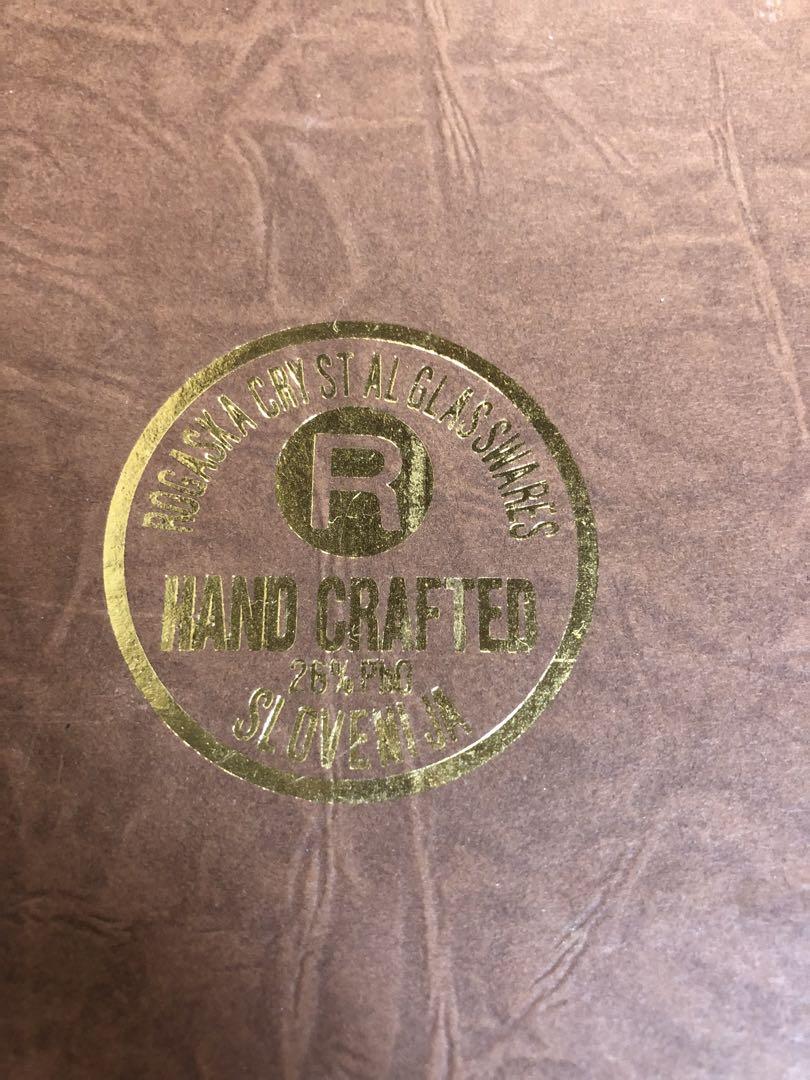 ROGASKA CRYSTAL GLASSWARES
R
HAND CRAFTED
26% PbO
SLOVENIJA